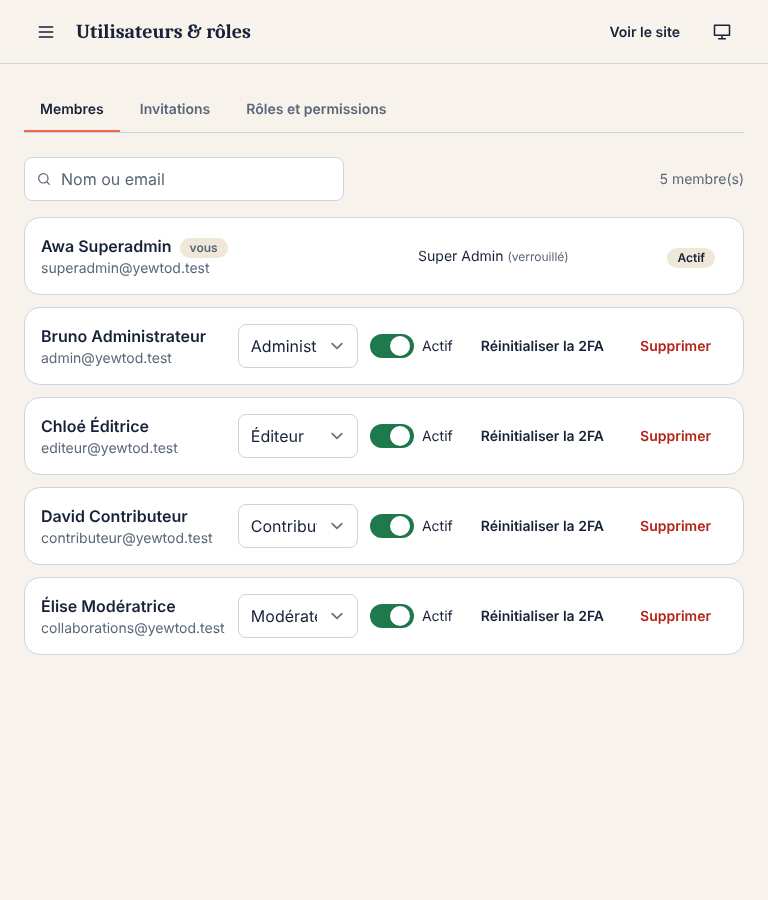 Utilisateurs & rôles
Voir le site
Membres
Invitations
Rôles et permissions
Nom ou email
5 membre(s)
Awa Superadmin vous
superadmin@yewtod.test
Super Admin (verrouillé)
Actif
Bruno Administrateur
admin@yewtod.test
Administ
Actif
Réinitialiser la 2FA
Supprimer
Chloé Éditrice
editeur@yewtod.test
Éditeur
Actif
Réinitialiser la 2FA
Supprimer
David Contributeur
contributeur@yewtod.test
Contribu
Actif
Réinitialiser la 2FA
Supprimer
Élise Modératrice
collaborations@yewtod.test
Modérate
Actif
Réinitialiser la 2FA
Supprimer